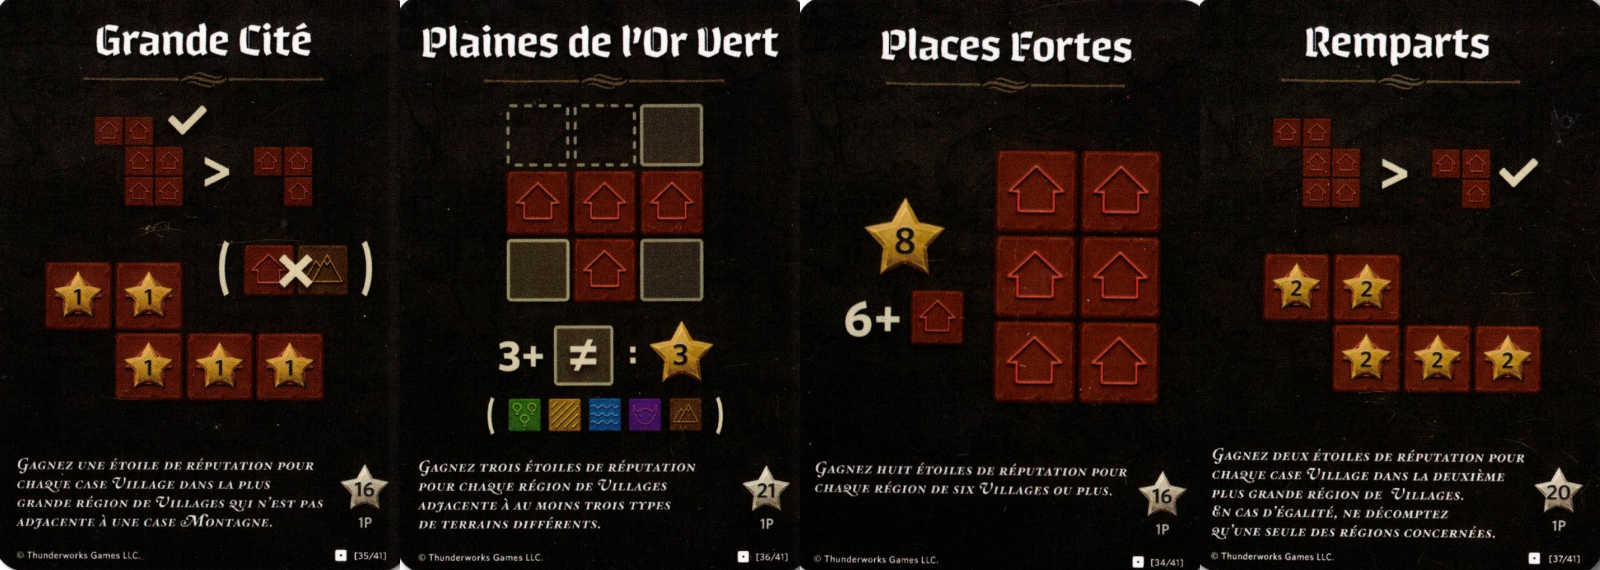 Grande Cité
1
1
1
1
1
Gagnez une étoile de réputation pour
chaque case Village dans la plus
grande région de Villages qui n'est pas
adjacente à une case Montagne.
16
1P
© Thunderworks Games LLC.
[35/41]
Plaines de l'Or Vert
3+ ≠ : 3
Gagnez trois étoiles de réputation
pour chaque région de Villages
adjacente à au moins trois types
de terrains différents.
21
1P
© Thunderworks Games LLC.
[36/41]
Places Fortes
8
6+
Gagnez huit étoiles de réputation pour
chaque région de six Villages ou plus.
16
1P
© Thunderworks Games LLC.
[34/41]
Remparts
>
2
2
2
2
2
Gagnez deux étoiles de réputation pour
chaque case Village dans la deuxième
plus grande région de Villages.
En cas d'égalité, ne décomptez
qu'une seule des régions concernées.
20
1P
© Thunderworks Games LLC.
[37/41]